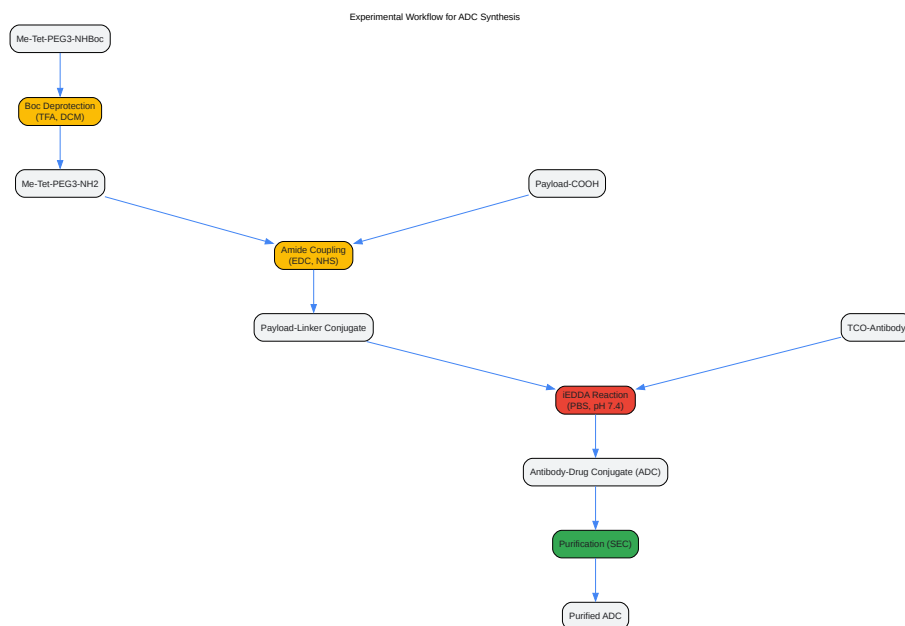 Experimental Workflow for ADC Synthesis
Me-Tet-PEG3-NHBoc
Boc Deprotection
(TFA, DCM)
Me-Tet-PEG3-NH2
Payload-COOH
Amide Coupling
(EDC, NHS)
Payload-Linker Conjugate
TCO-Antibody
iEDDA Reaction
(PBS, pH 7.4)
Antibody-Drug Conjugate (ADC)
Purification (SEC)
Purified ADC